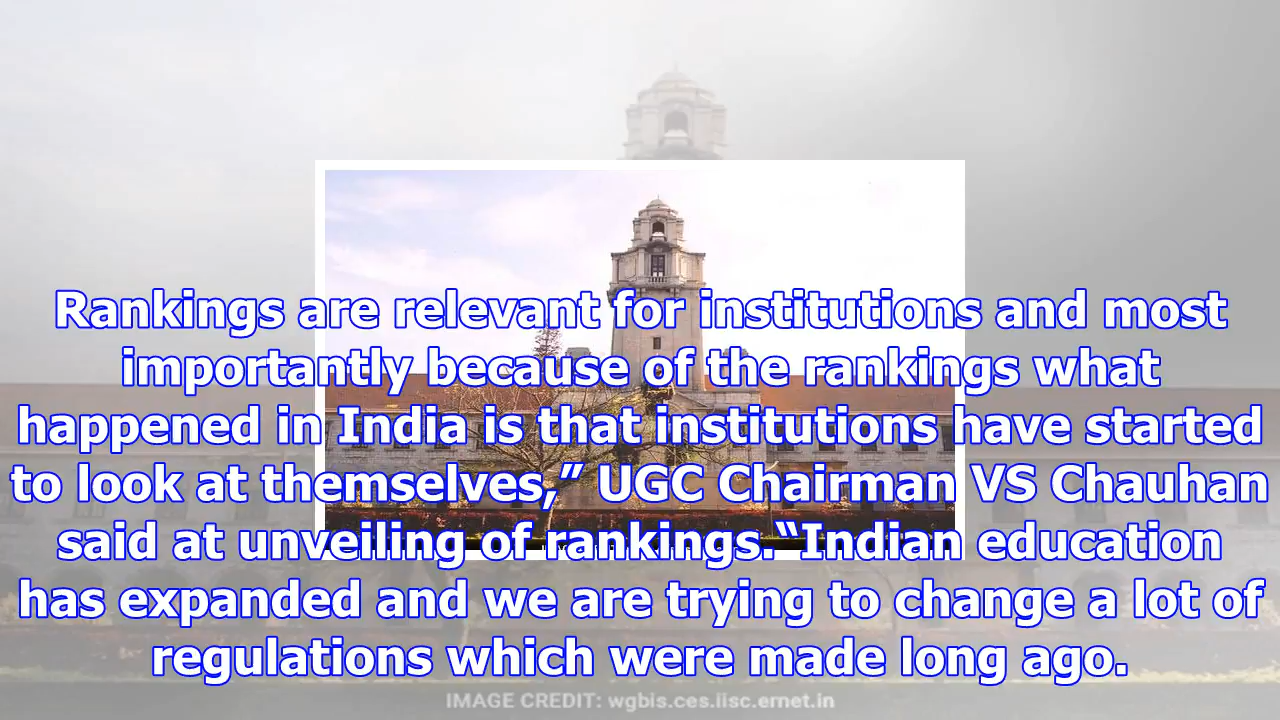 Rankings are relevant for institutions and most
importantly because of the rankings what
happened in India is that institutions have started
to look at themselves,” UGC Chairman VS Chauhan
said at unveiling of rankings.“Indian education
has expanded and we are trying to change a lot of
regulations which were made long ago.
IMAGE CREDIT: wgbis.ces.iisc.ernet.in